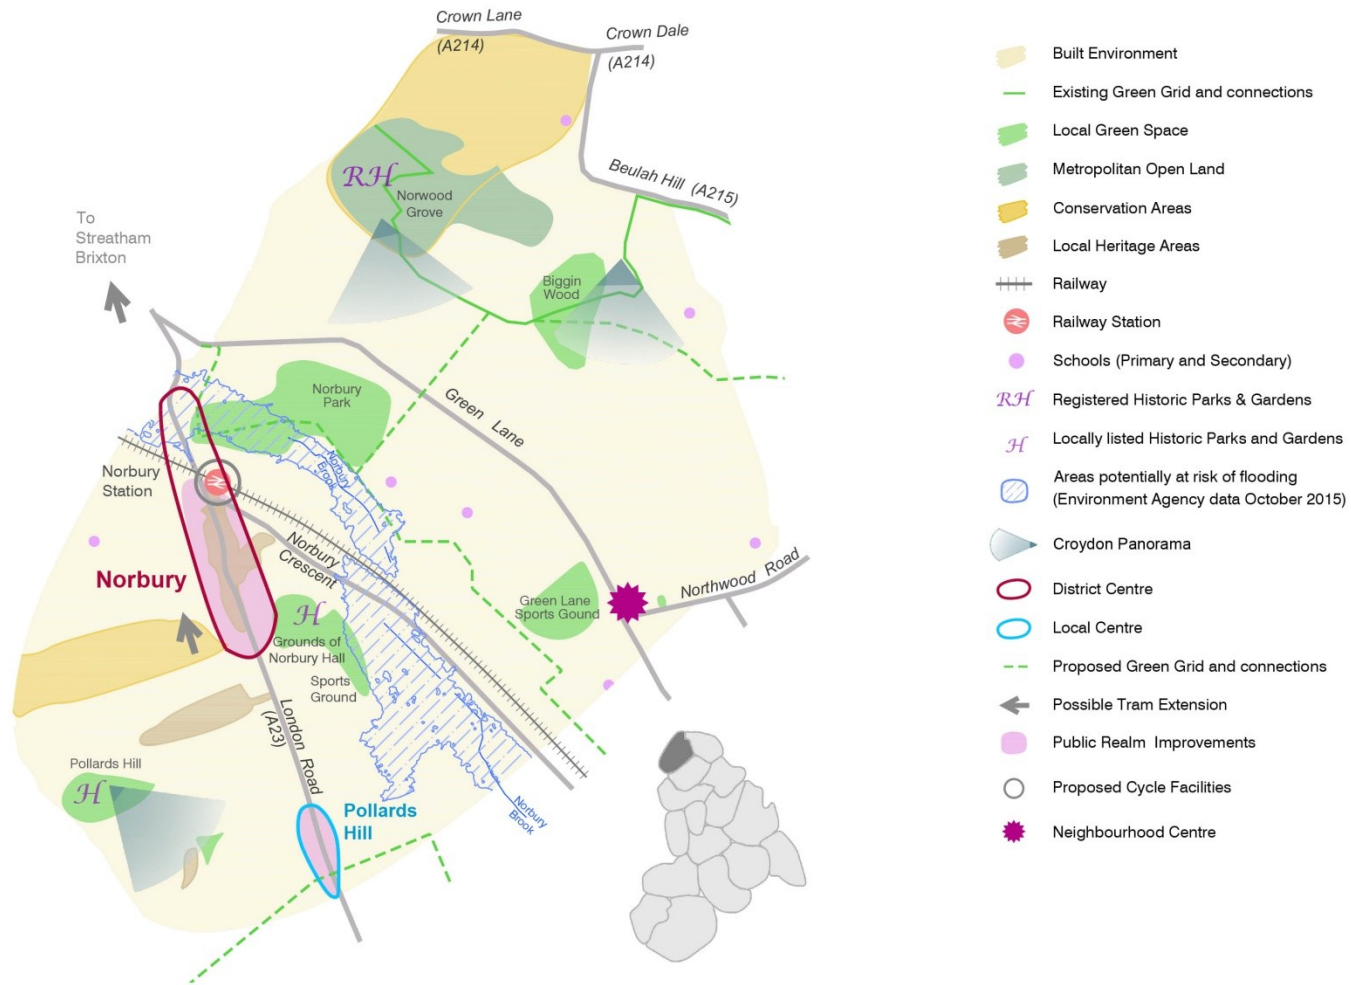 Crown Lane
(A214)
Crown Dale
(A214)
Beulah Hill (A215)
RH
Norwood
Grove
To
Streatham
Brixton
Biggin
Wood
Norbury
Park
Green Lane
Norbury
Station
Norbury
Brook
Norbury
Crescent
Norbury
Green Lane
Sports Gound
Northwood Road
H
Grounds of
Norbury Hall
Sports
Ground
London Road
(A23)
Pollards Hill
H
Pollards
Hill
Norbury
Brook
Built Environment
Existing Green Grid and connections
Local Green Space
Metropolitan Open Land
Conservation Areas
Local Heritage Areas
Railway
Railway Station
Schools (Primary and Secondary)
RH Registered Historic Parks & Gardens
H Locally listed Historic Parks and Gardens
Areas potentially at risk of flooding
(Environment Agency data October 2015)
Croydon Panorama
District Centre
Local Centre
Proposed Green Grid and connections
Possible Tram Extension
Public Realm Improvements
Proposed Cycle Facilities
Neighbourhood Centre